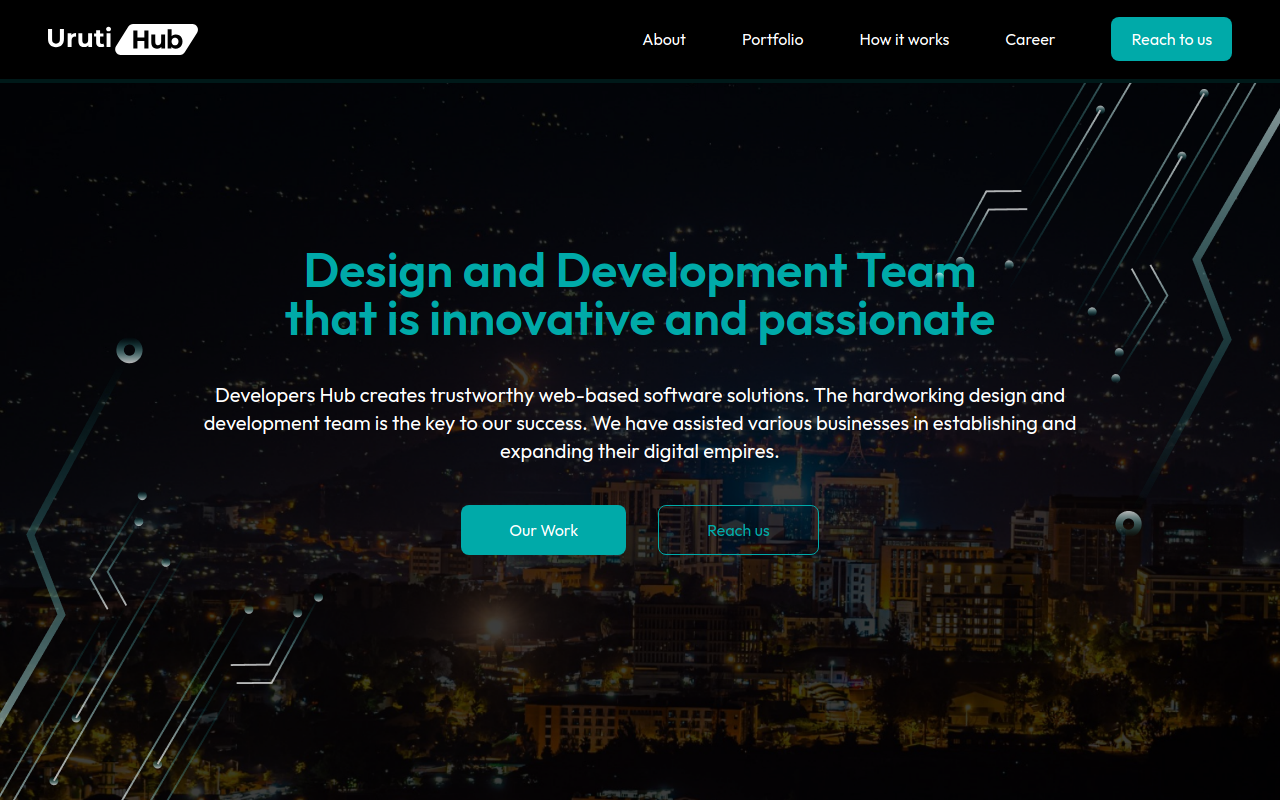 Uruti Hub
About
Portfolio
How it works
Career
Reach to us
Design and Development Team
that is innovative and passionate
Developers Hub creates trustworthy web-based software solutions. The hardworking design and
development team is the key to our success. We have assisted various businesses in establishing and
expanding their digital empires.
Our Work
Reach us